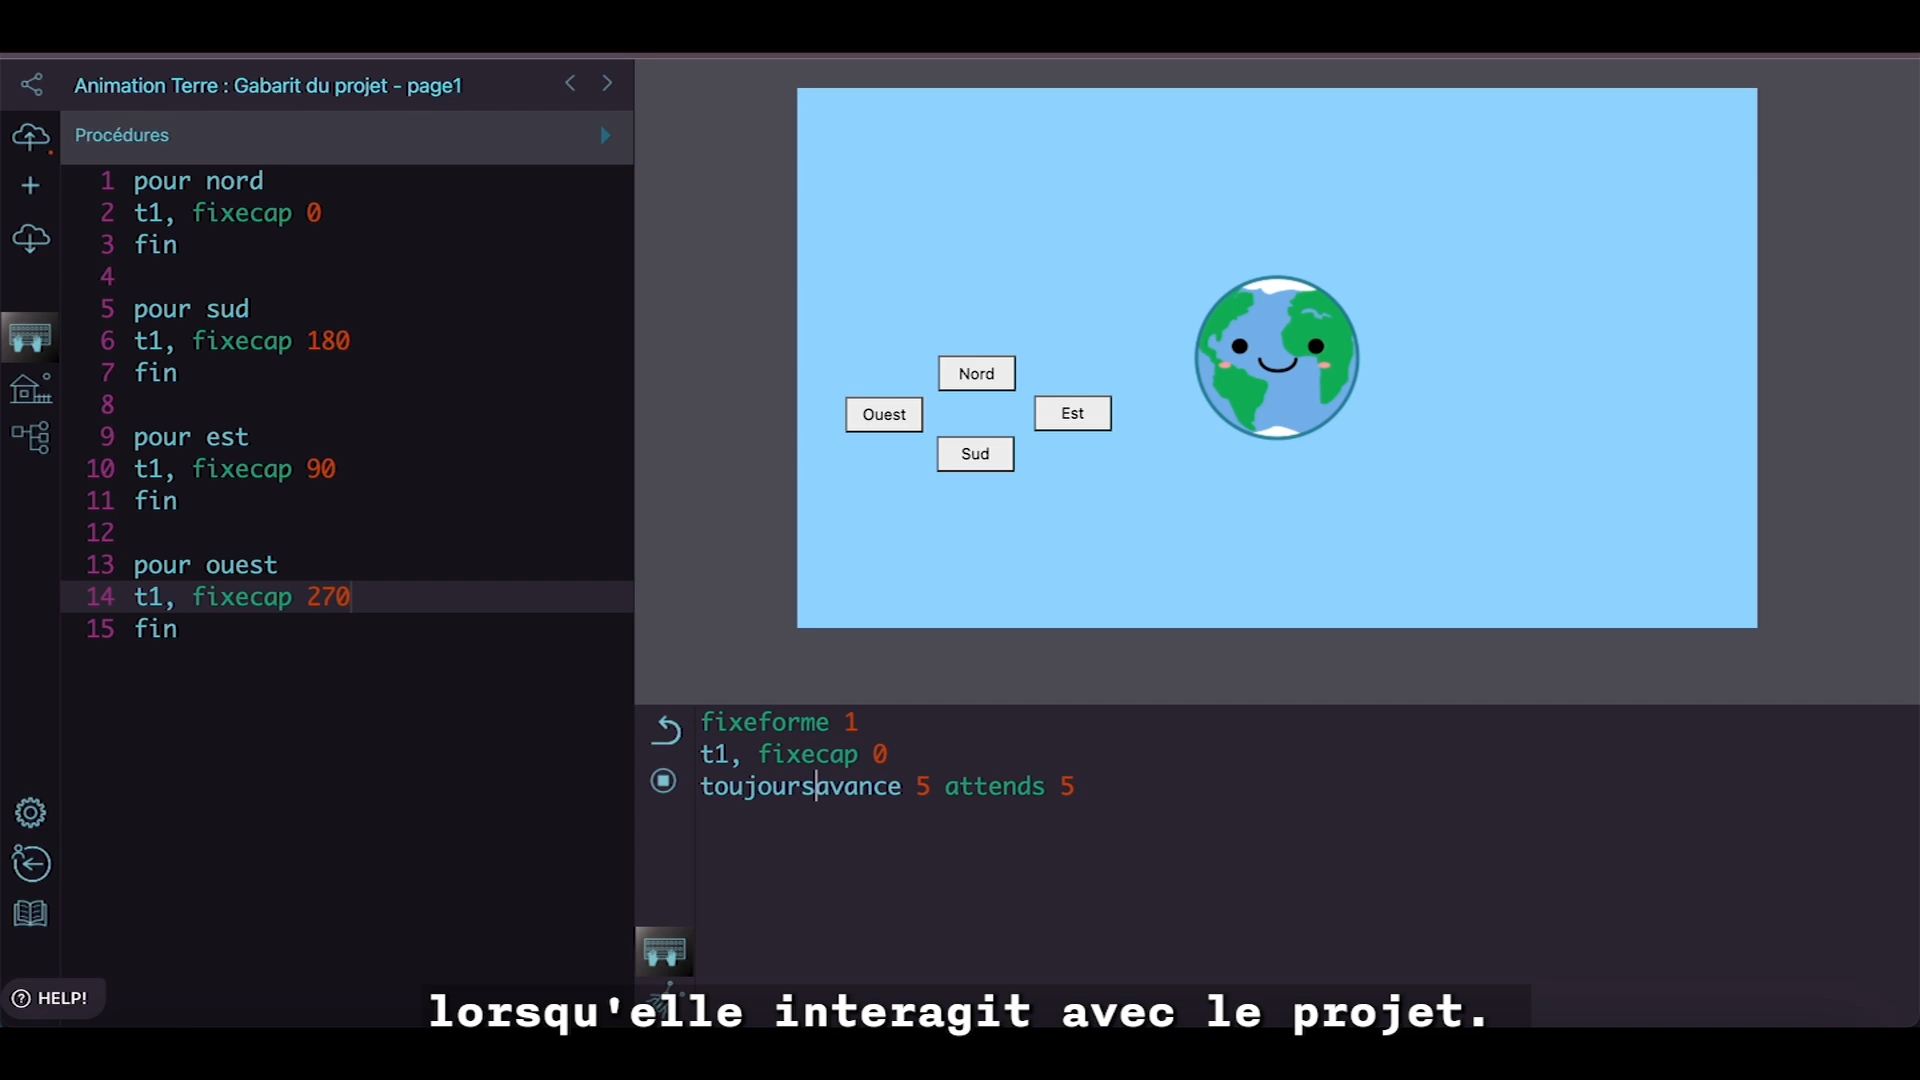 Animation Terre : Gabarit du projet - page1
Procédures
1 pour nord
2 t1, fixecap 0
3 fin
4
5 pour sud
6 t1, fixecap 180
7 fin
8
9 pour est
10 t1, fixecap 90
11 fin
12
13 pour ouest
14 t1, fixecap 270
15 fin
Nord
Ouest
Est
Sud
fixeforme 1
t1, fixecap 0
toujoursavance 5 attends 5
? HELP!
lorsqu'elle interagit avec le projet.